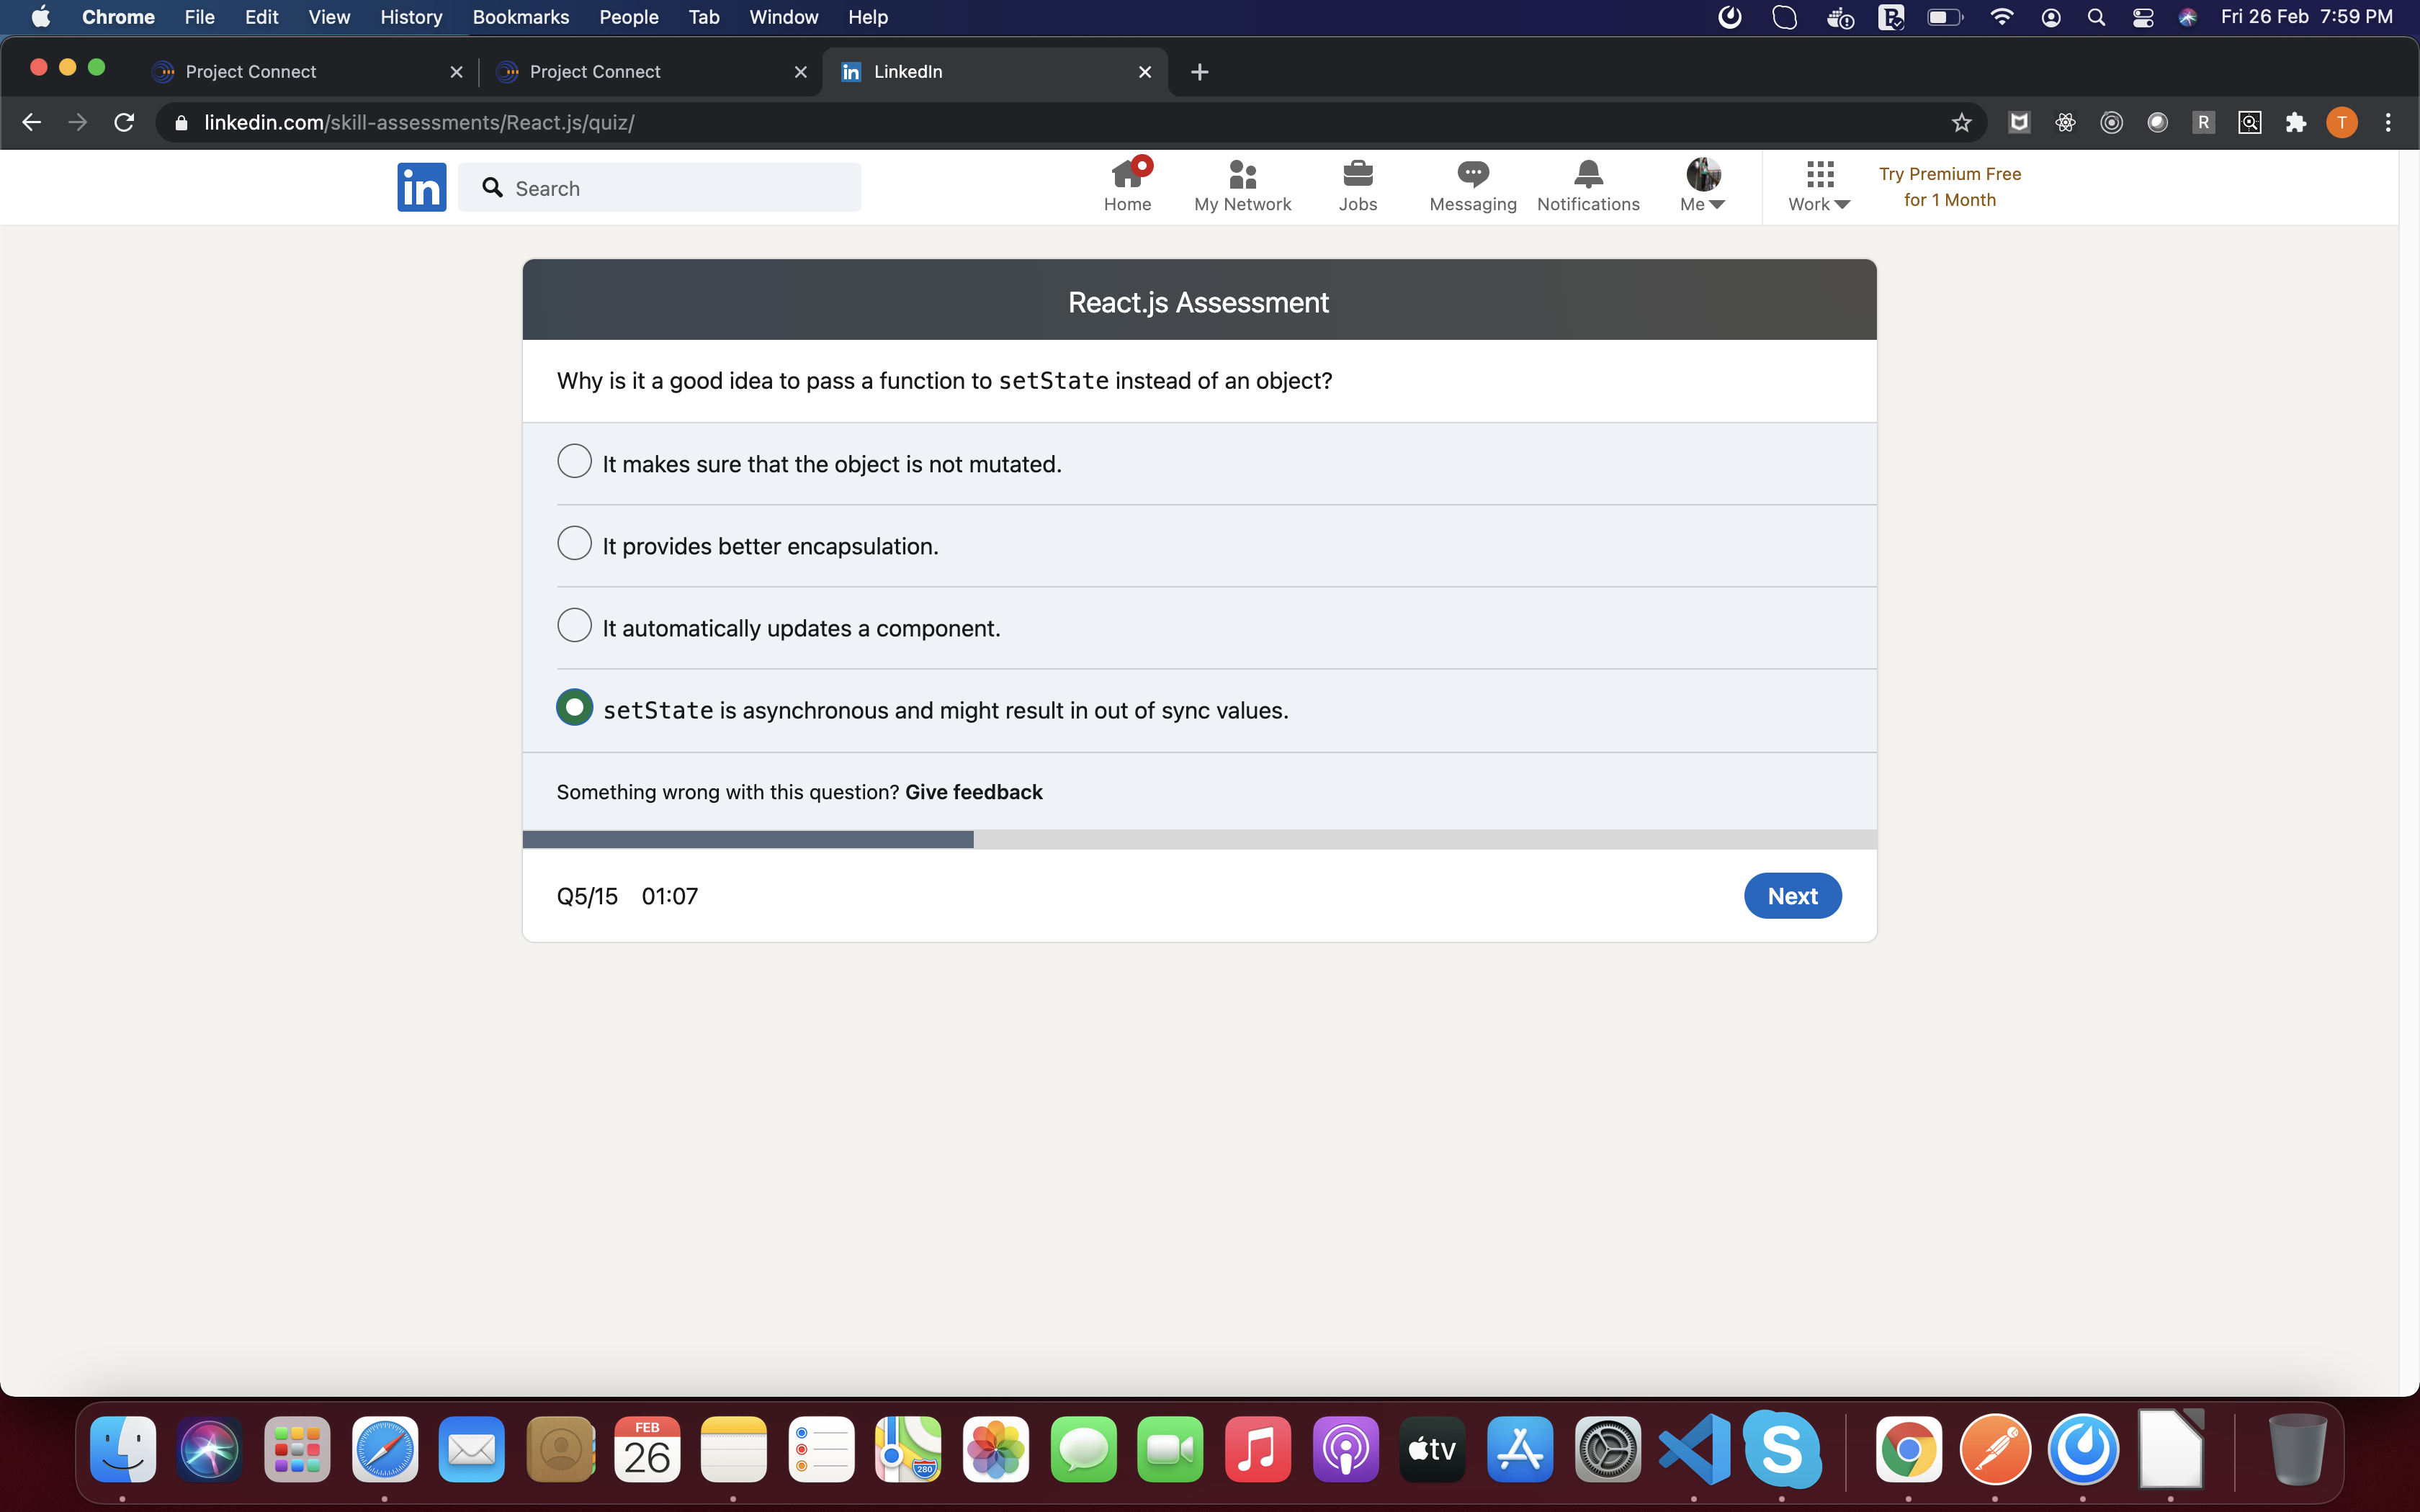 Chrome File Edit View History Bookmarks People Tab Window Help Fri 26 Feb 7:59 PM
Project Connect Project Connect in LinkedIn
linkedin.com/skill-assessments/React.js/quiz/ R T
in Search Home My Network Jobs Messaging Notifications Me Work Try Premium Free
for 1 Month
React.js Assessment
Why is it a good idea to pass a function to setState instead of an object?
It makes sure that the object is not mutated.
It provides better encapsulation.
It automatically updates a component.
setState is asynchronous and might result in out of sync values.
Something wrong with this question? Give feedback
Q5/15 01:07 Next
FEB
26 280 tv S